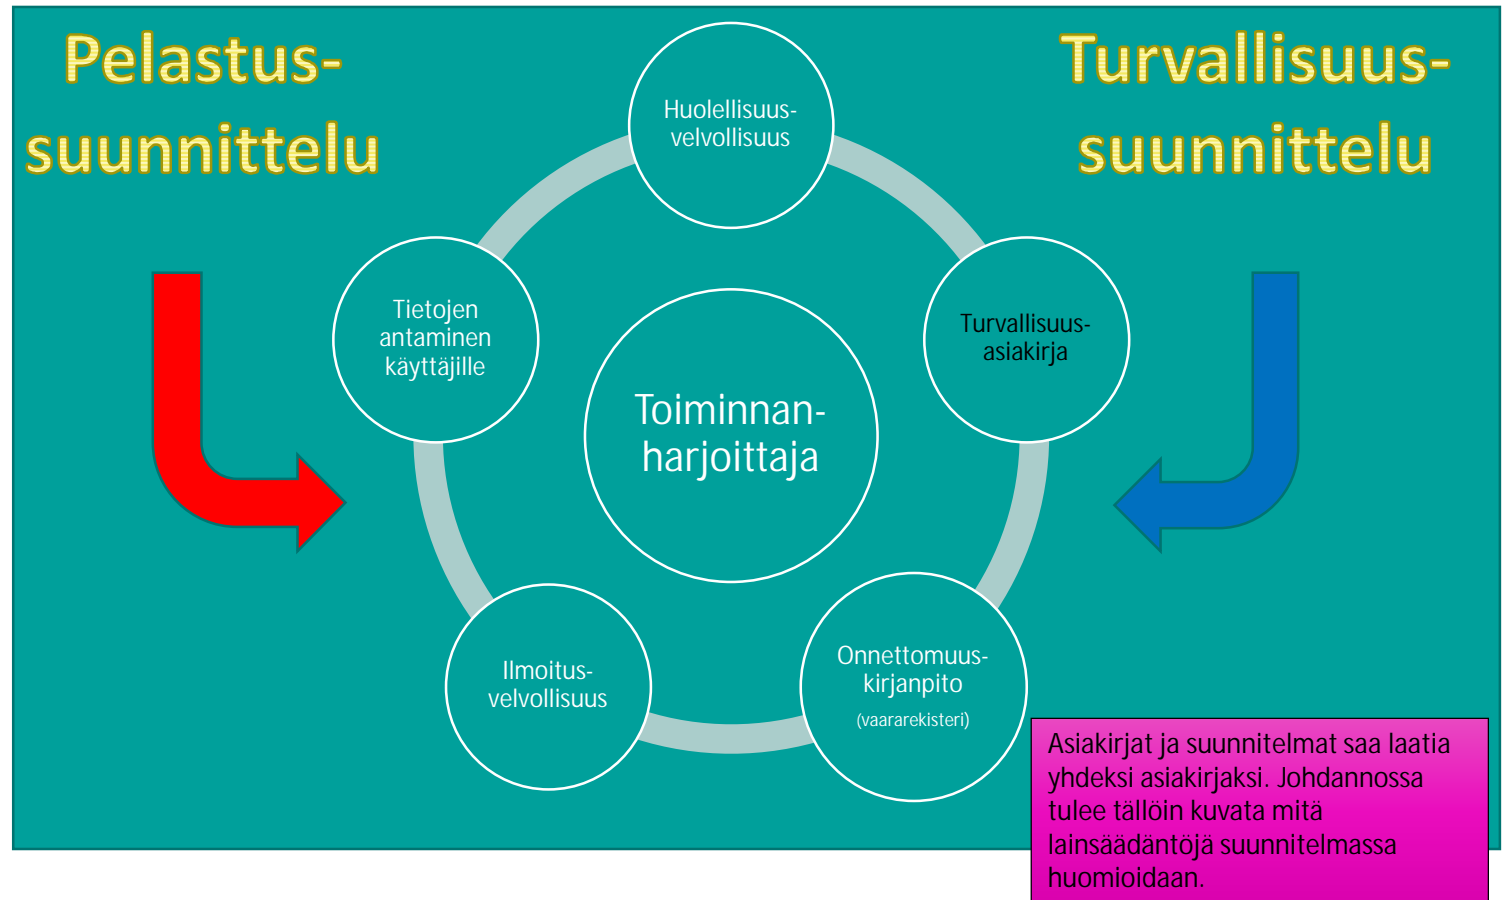 Pelastus-
suunnittelu
Turvallisuus-
suunnittelu
Huolellisuus-
velvollisuus
Tietojen
antaminen
käyttäjille
Turvallisuus-
asiakirja
Toiminnan-
harjoittaja
Ilmoitus-
velvollisuus
Onnettomuus-
kirjanpito
(vaararekisteri)
Asiakirjat ja suunnitelmat saa laatia
yhdeksi asiakirjaksi. Johdannossa
tulee tällöin kuvata mitä
lainsäädäntöjä suunnitelmassa
huomioidaan.